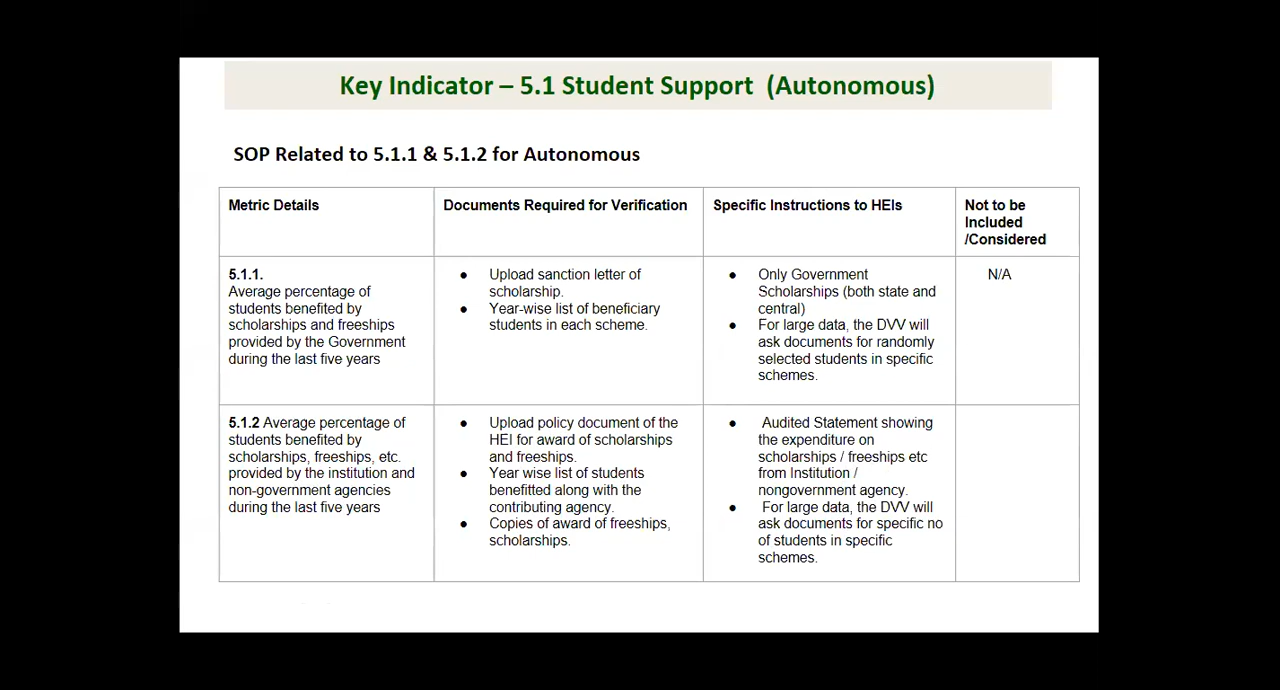 Key Indicator – 5.1 Student Support (Autonomous)
SOP Related to 5.1.1 & 5.1.2 for Autonomous
Metric Details
Documents Required for Verification
Specific Instructions to HEIs
Not to be
Included
/Considered
5.1.1.
Average percentage of
students benefited by
scholarships and freeships
provided by the Government
during the last five years
● Upload sanction letter of
scholarship.
● Year-wise list of beneficiary
students in each scheme.
● Only Government
Scholarships (both state and
central)
● For large data, the DVV will
ask documents for randomly
selected students in specific
schemes.
N/A
5.1.2 Average percentage of
students benefited by
scholarships, freeships, etc.
provided by the institution and
non-government agencies
during the last five years
● Upload policy document of the
HEI for award of scholarships
and freeships.
● Year wise list of students
benefitted along with the
contributing agency.
● Copies of award of freeships,
scholarships.
● Audited Statement showing
the expenditure on
scholarships / freeships etc
from Institution /
nongovernment agency.
● For large data, the DVV will
ask documents for specific no
of students in specific
schemes.